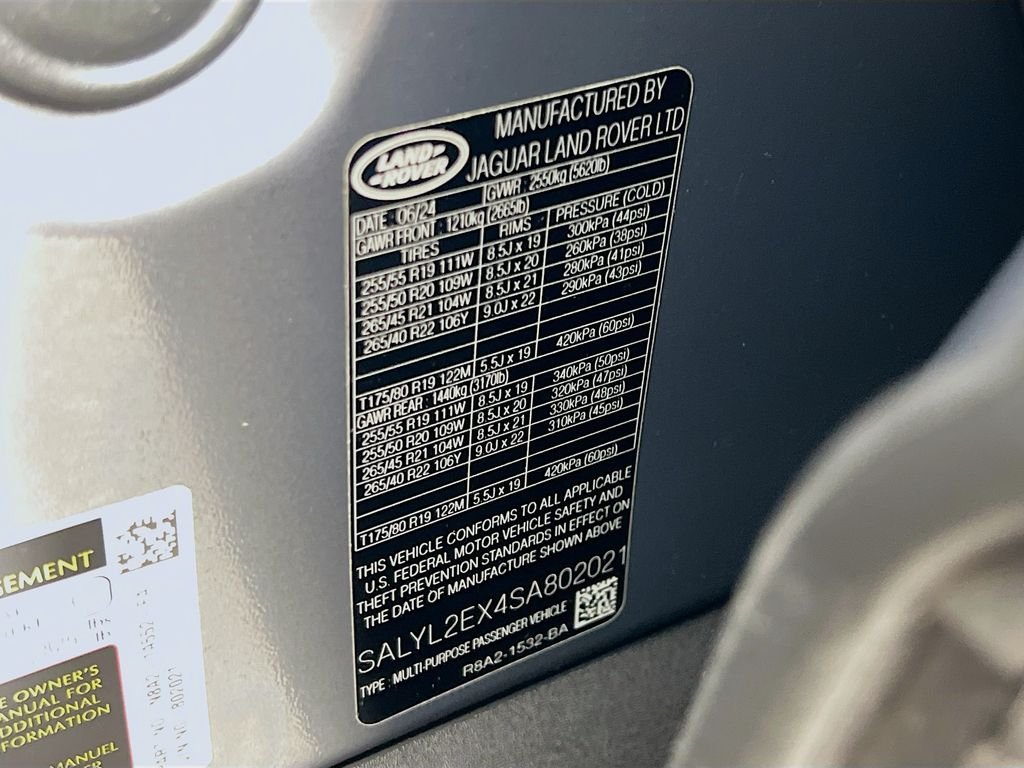 LAND-
-ROVER
MANUFACTURED BY
JAGUAR LAND ROVER LTD
DATE : 06/24 GVWR : 2550kg (5620lb)
GAWR FRONT : 1210kg (2665lb)
TIRES RIMS PRESSURE (COLD)
255/55 R19 111W 8.5J x 19 300kPa (44psi)
255/50 R20 109W 8.5J x 20 260kPa (38psi)
265/45 R21 104W 8.5J x 21 280kPa (41psi)
265/40 R22 106Y 9.0J x 22 290kPa (43psi)
T175/80 R19 122M 5.5J x 19 420kPa (60psi)
GAWR REAR : 1440kg (3170lb)
255/55 R19 111W 8.5J x 19 340kPa (50psi)
255/50 R20 109W 8.5J x 20 320kPa (47psi)
265/45 R21 104W 8.5J x 21 330kPa (48psi)
265/40 R22 106Y 9.0J x 22 310kPa (45psi)
T175/80 R19 122M 5.5J x 19 420kPa (60psi)
THIS VEHICLE CONFORMS TO ALL APPLICABLE
U.S. FEDERAL MOTOR VEHICLE SAFETY AND
THEFT PREVENTION STANDARDS IN EFFECT ON
THE DATE OF MANUFACTURE SHOWN ABOVE
SALYL2EX4SA802021
TYPE : MULTI-PURPOSE PASSENGER VEHICLE
R8A2-1532-BA
SEMENT
lbs
lbs
E OWNER'S
ANUAL FOR
DDITIONAL
FORMATION
MANUEL
802021